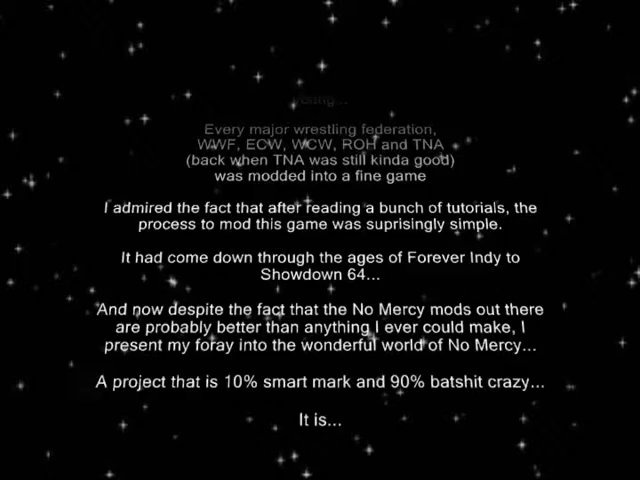 Every major wrestling federation,
WWF, ECW, WCW, ROH and TNA
(back when TNA was still kinda good)
was modded into a fine game
I admired the fact that after reading a bunch of tutorials, the
process to mod this game was suprisingly simple.
It had come down through the ages of Forever Indy to
Showdown 64...
And now despite the fact that the No Mercy mods out there
are probably better than anything I ever could make, I
present my foray into the wonderful world of No Mercy...
A project that is 10% smart mark and 90% batshit crazy...
It is...